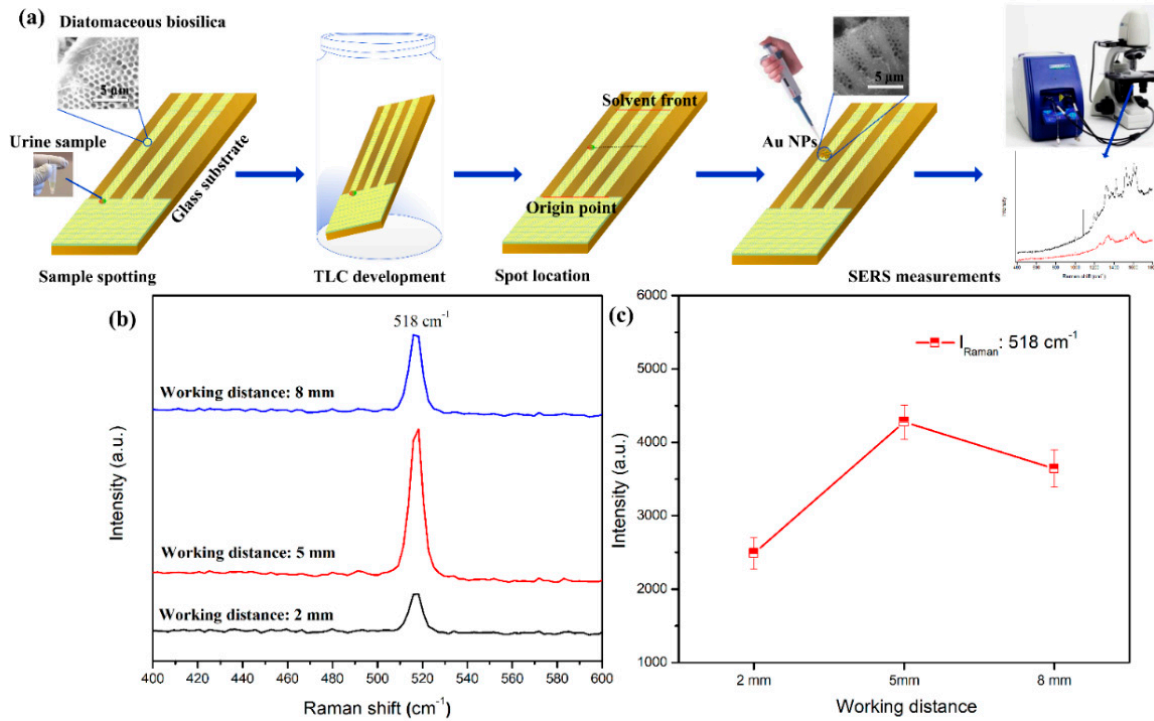 (a)
Diatomaceous biosilica
5 μm
Urine sample
Glass substrate
Sample spotting
TLC development
Solvent front
Origin point
Spot location
Au NPs
5 μm
SERS measurements
Intensity
(b)
518 cm⁻¹
Working distance: 8 mm
Working distance: 5 mm
Working distance: 2 mm
Intensity (a.u.)
400 420 440 460 480 500 520 540 560 580 600
Raman shift (cm⁻¹)
(c)
I_Raman: 518 cm⁻¹
6000
5000
4000
3000
2000
1000
Intensity (a.u.)
2 mm 5mm 8 mm
Working distance